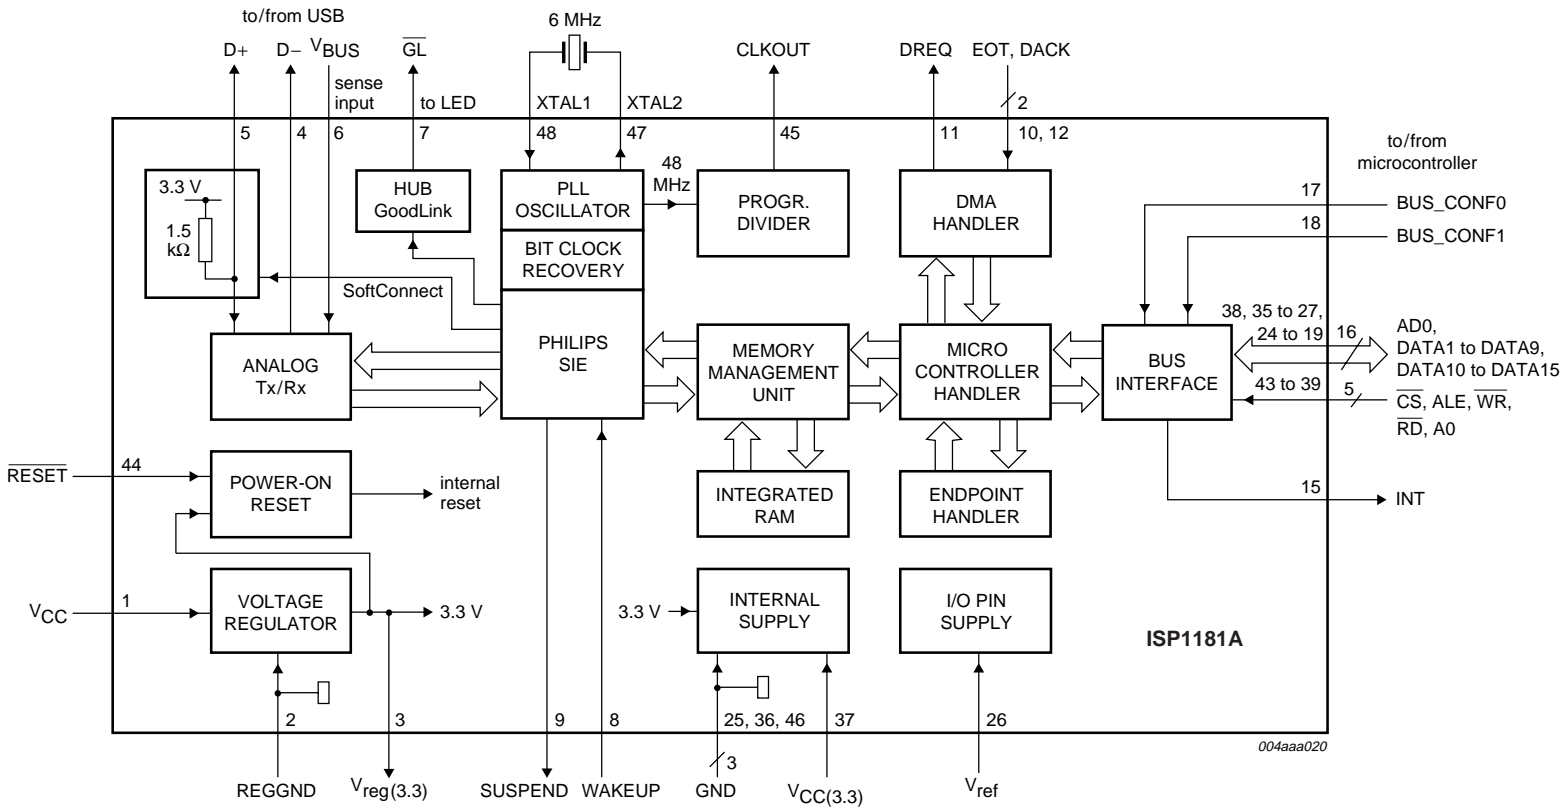 to/from USB
D+
D−
VBUS
GL
6 MHz
CLKOUT
DREQ
EOT, DACK
sense
input
to LED
XTAL1
XTAL2
2
5
4
6
7
48
47
45
11
10, 12
to/from
microcontroller
3.3 V
1.5
kΩ
HUB
GoodLink
PLL
OSCILLATOR
48
MHz
PROGR.
DIVIDER
DMA
HANDLER
17
BUS_CONF0
18
BUS_CONF1
BIT CLOCK
RECOVERY
SoftConnect
ANALOG
Tx/Rx
PHILIPS
SIE
MEMORY
MANAGEMENT
UNIT
MICRO
CONTROLLER
HANDLER
BUS
INTERFACE
38, 35 to 27,
24 to 19
16
AD0,
DATA1 to DATA9,
DATA10 to DATA15
43 to 39
5
CS, ALE, WR,
RD, A0
RESET
44
POWER-ON
RESET
internal
reset
INTEGRATED
RAM
ENDPOINT
HANDLER
15
INT
VCC
1
VOLTAGE
REGULATOR
3.3 V
3.3 V
INTERNAL
SUPPLY
I/O PIN
SUPPLY
ISP1181A
2
3
9
8
25, 36, 46
37
26
004aaa020
3
REGGND
Vreg(3.3)
SUSPEND
WAKEUP
GND
VCC(3.3)
Vref